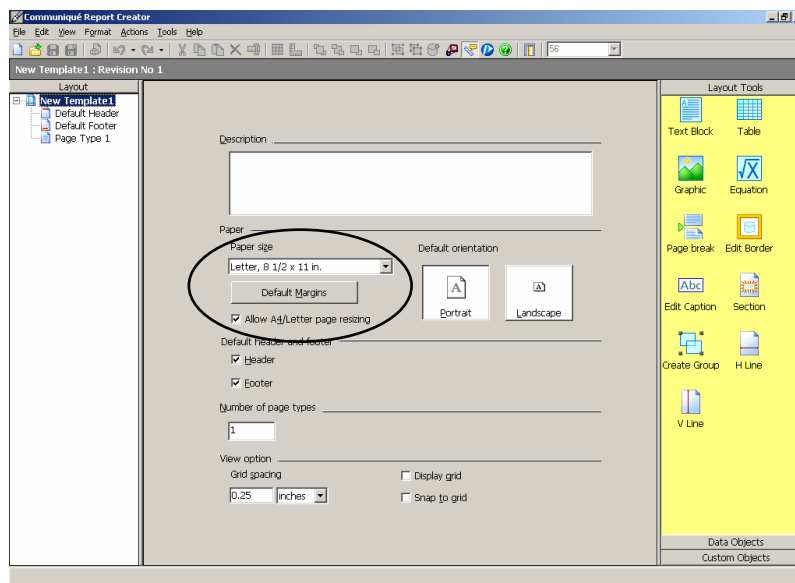 Communiqué Report Creator
File Edit View Format Actions Tools Help
56
New Template1 : Revision No 1
Layout
New Template1
Default Header
Default Footer
Page Type 1
Description
Paper
Paper size
Letter, 8 1/2 x 11 in.
Default Margins
Allow A4/Letter page resizing
Default orientation
A
Portrait
A
Landscape
Default header and footer
Header
Footer
Number of page types
1
View option
Grid spacing
0.25 inches
Display grid
Snap to grid
Layout Tools
A
Text Block Table
√X
Graphic Equation
Page break Edit Border
Abc
Edit Caption Section
Create Group H Line
V Line
Data Objects
Custom Objects